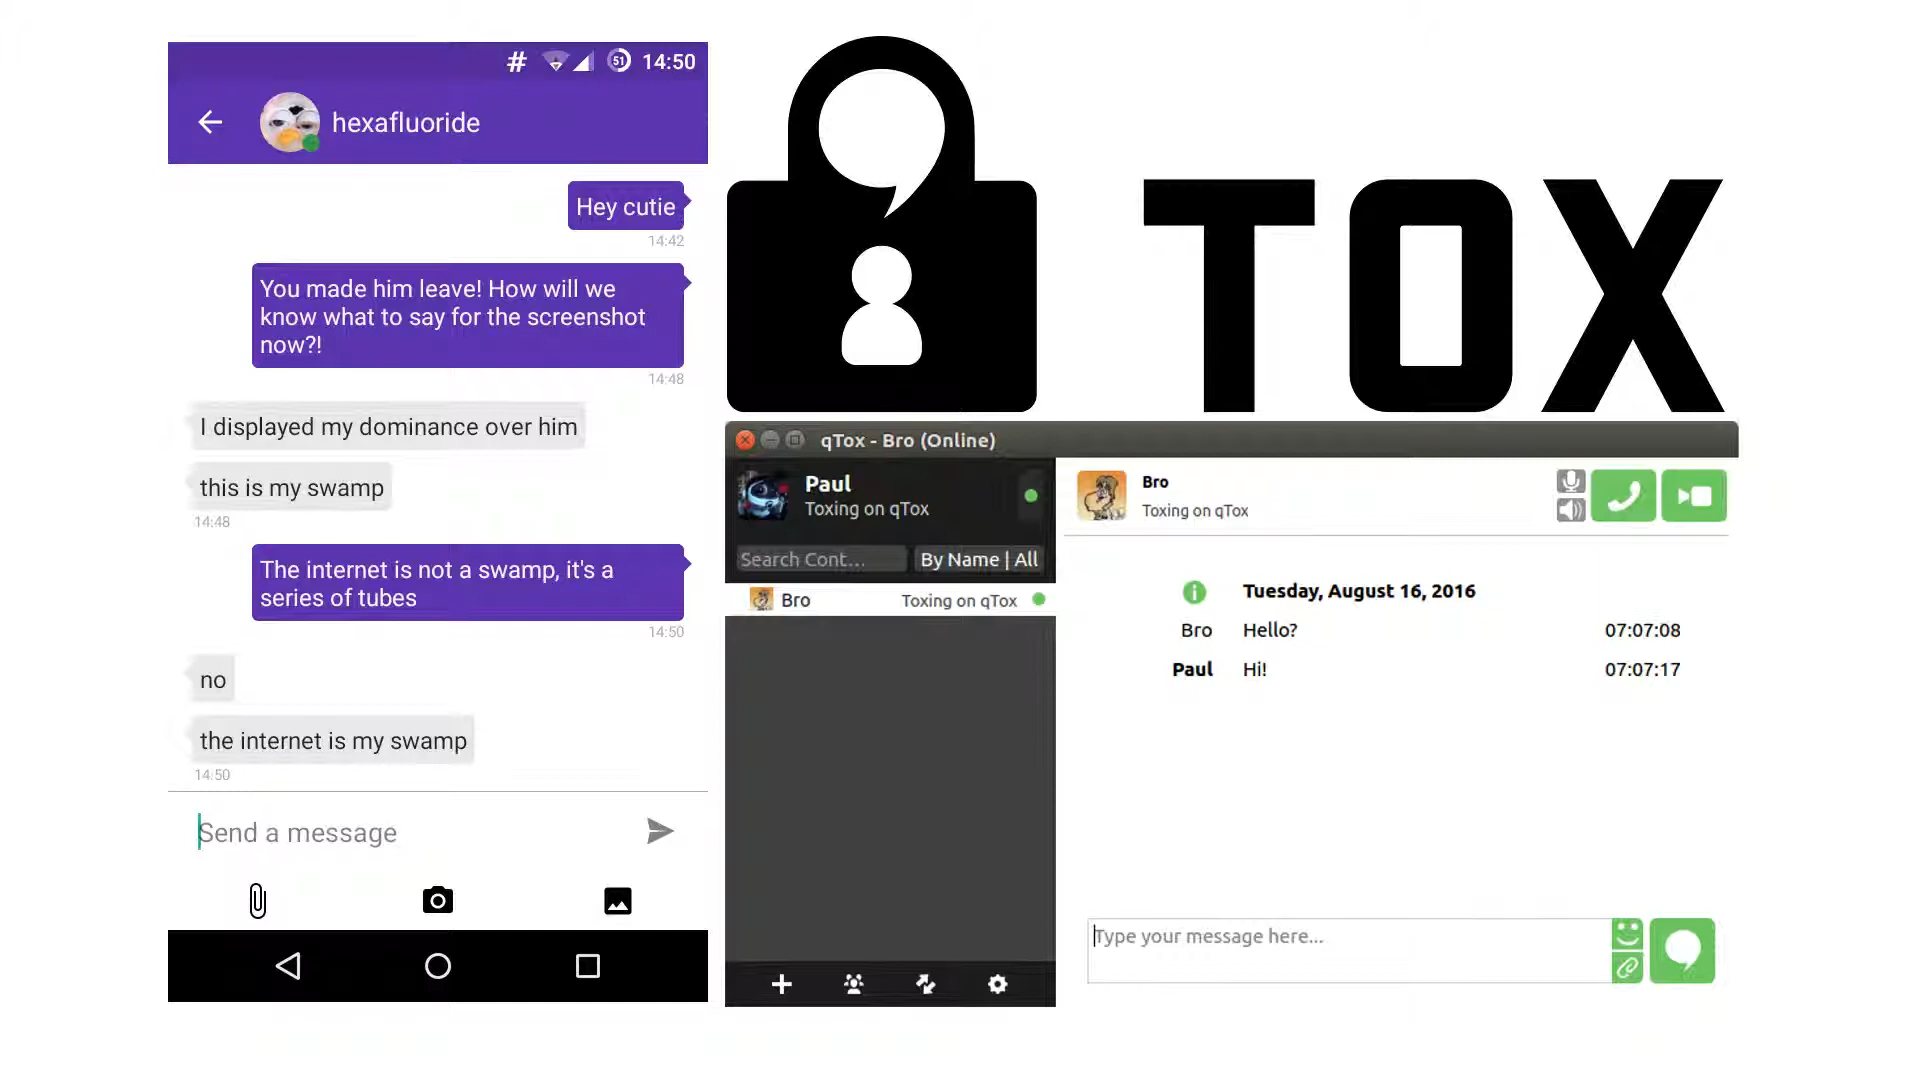 # 51 14:50
hexafluoride
Hey cutie
14:42
You made him leave! How will we
know what to say for the screenshot
now?!
14:48
I displayed my dominance over him
this is my swamp
14:48
The internet is not a swamp, it's a
series of tubes
14:50
no
the internet is my swamp
14:50
Send a message
TOX
qTox - Bro (Online)
Paul
Toxing on qTox
Search Cont...
By Name | All
Bro Toxing on qTox
Bro
Toxing on qTox
Tuesday, August 16, 2016
Bro Hello? 07:07:08
Paul Hi! 07:07:17
Type your message here...